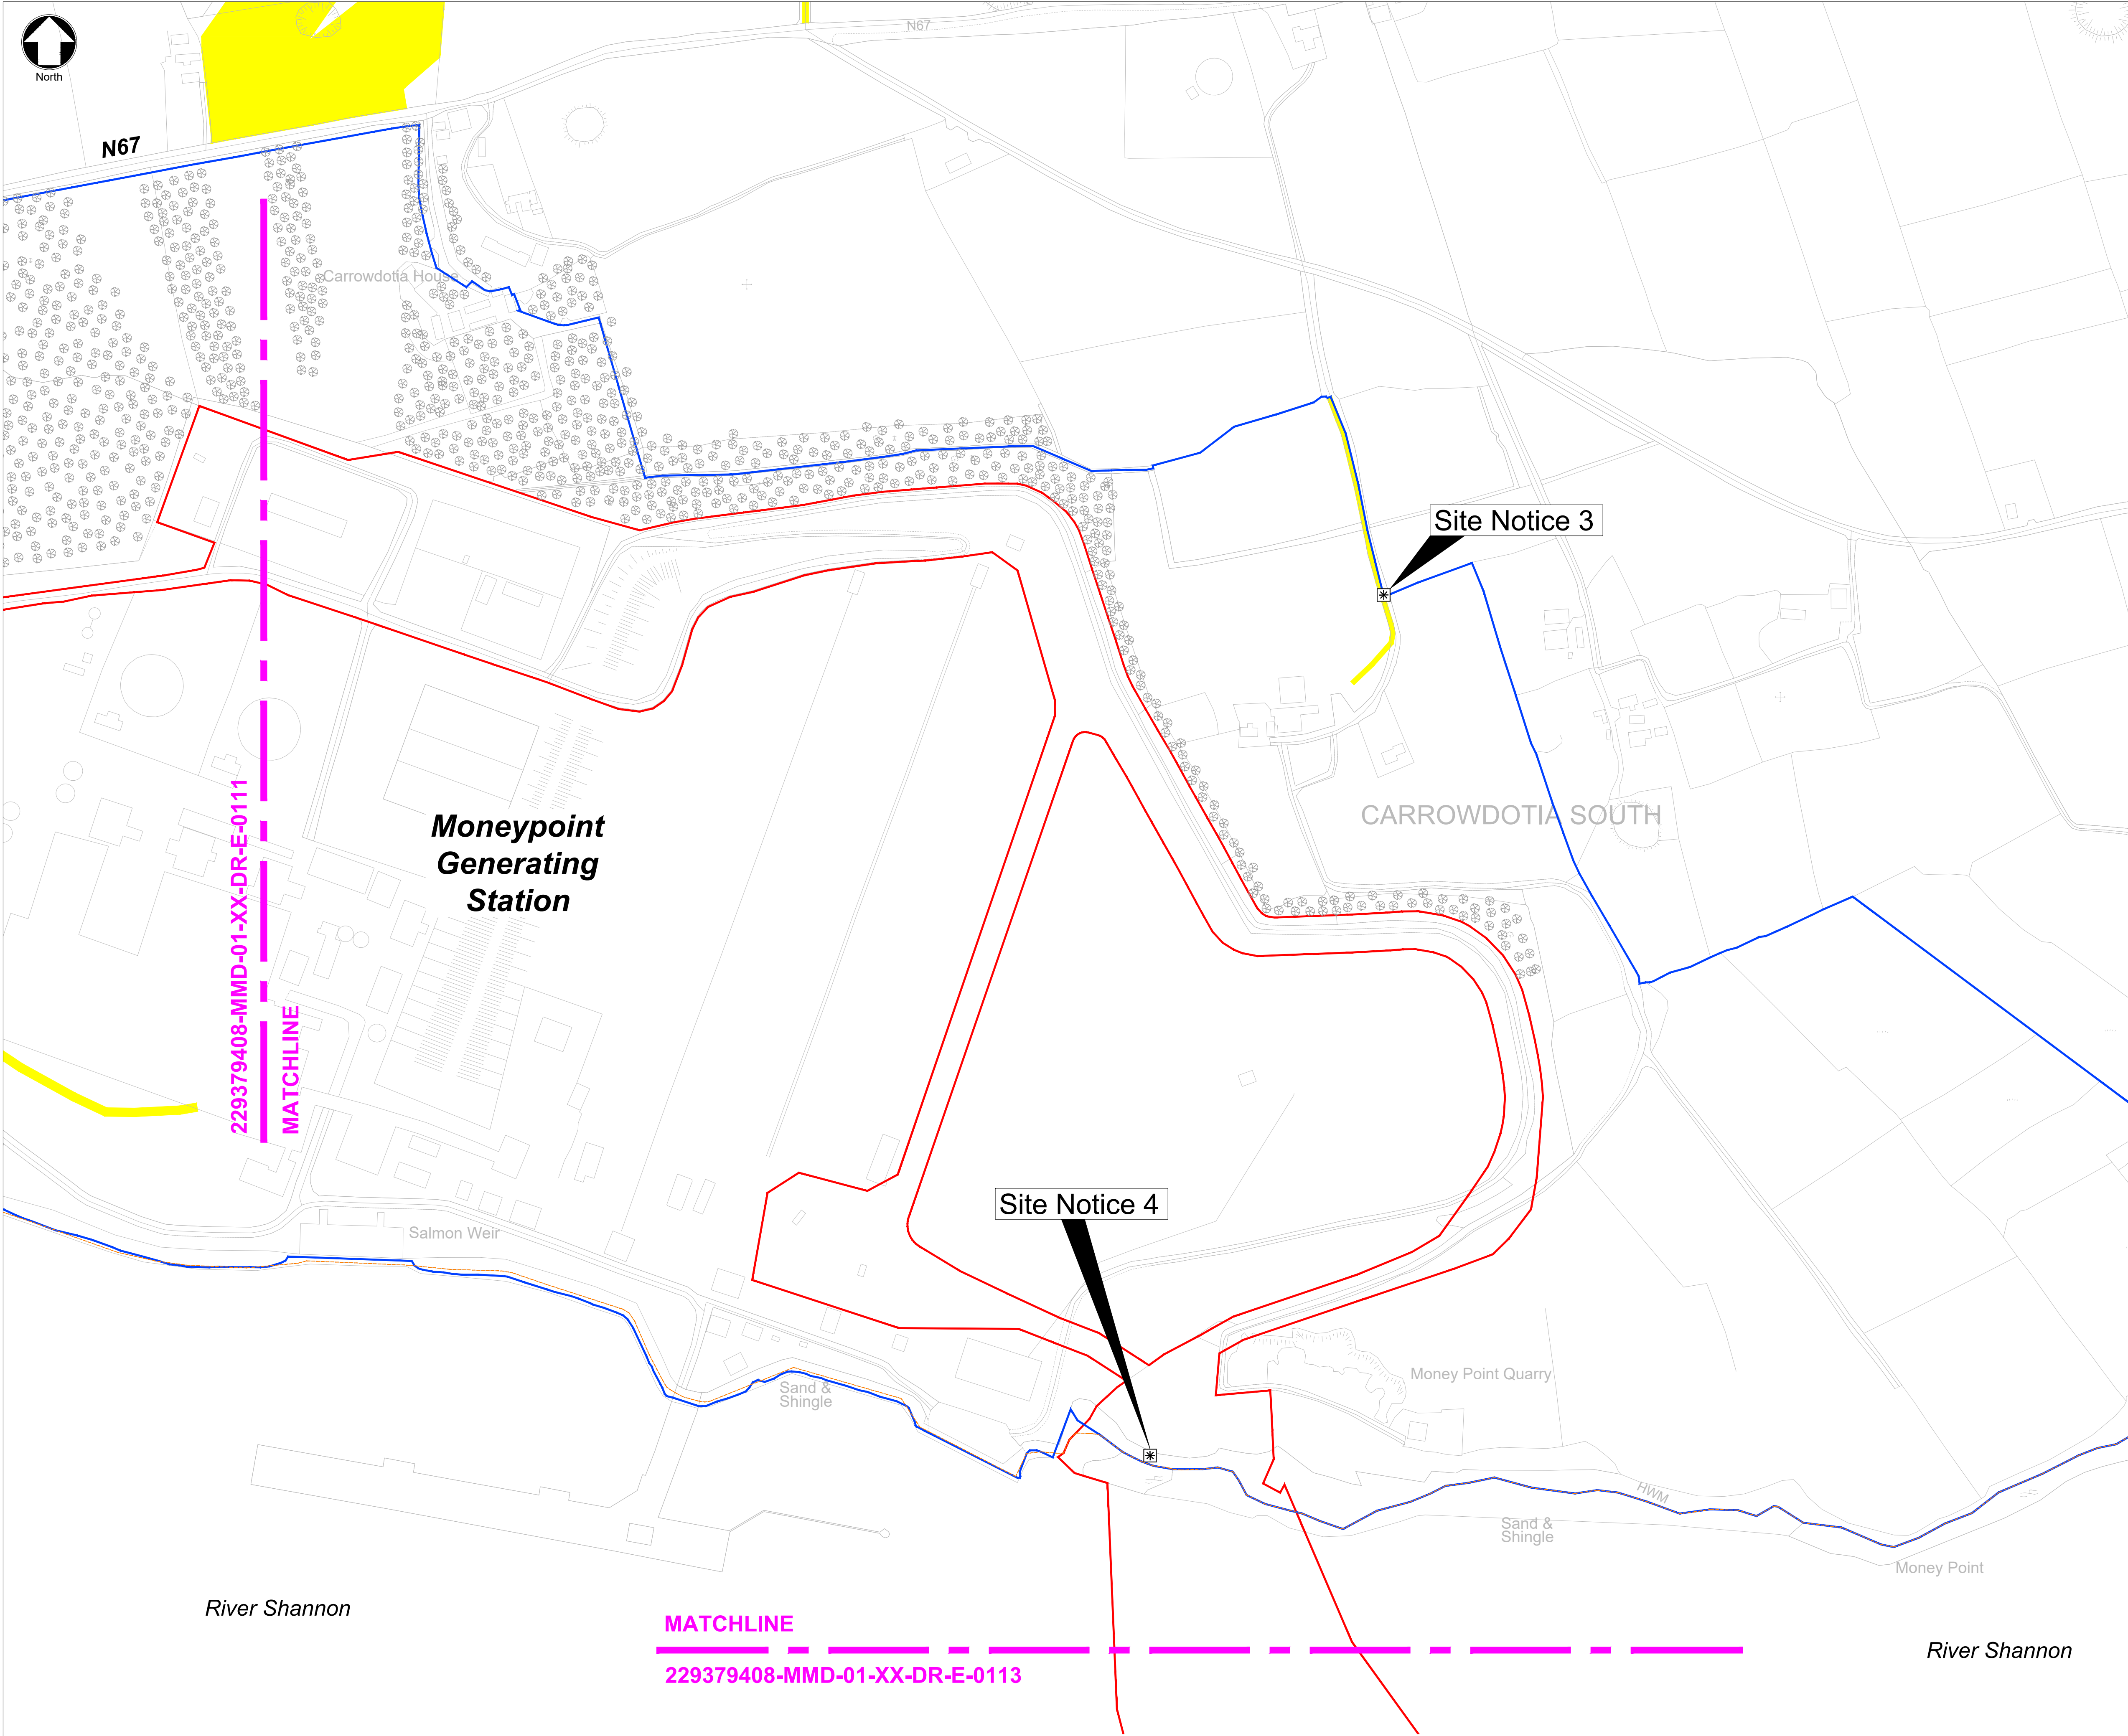 N67
North
N67
Carrowdotia House
Site Notice 3
Moneypoint
Generating
Station
CARROWDOTIA SOUTH
229379408-MMD-01-XX-DR-E-0111
MATCHLINE
Site Notice 4
Salmon Weir
Money Point Quarry
Sand &
Shingle
HWM
Sand &
Shingle
Money Point
River Shannon
MATCHLINE
River Shannon
229379408-MMD-01-XX-DR-E-0113